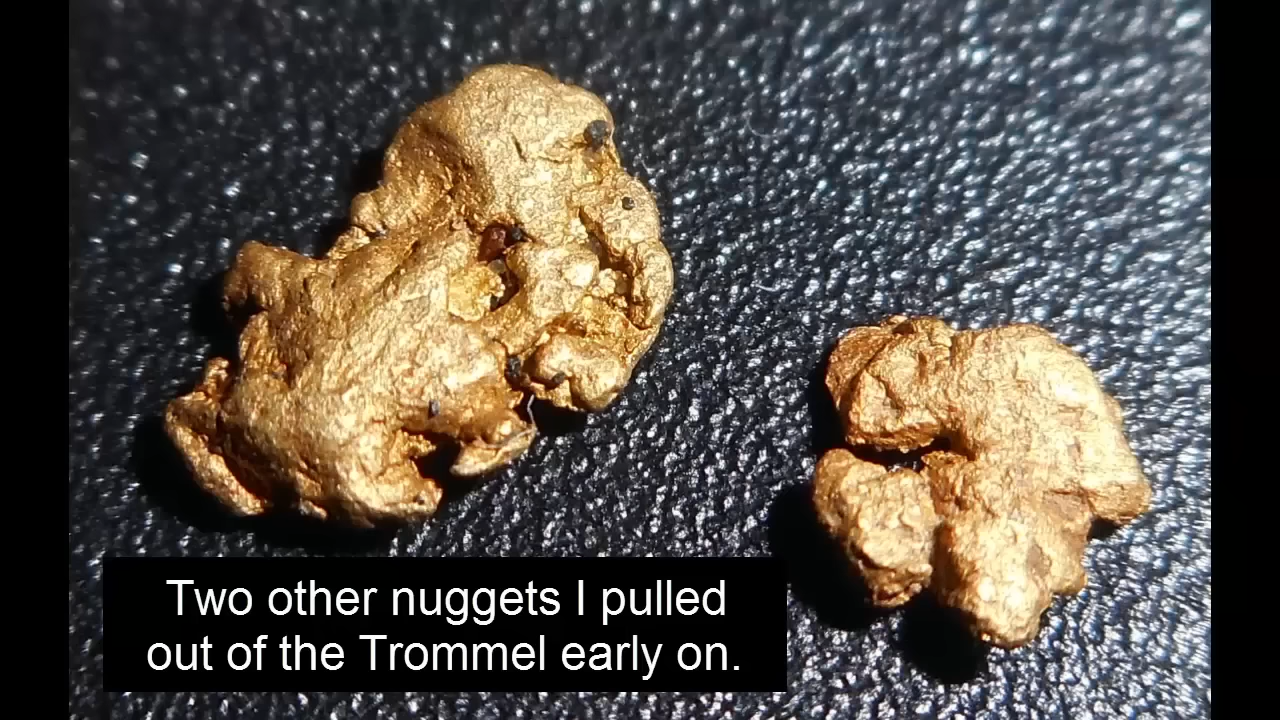 Two other nuggets I pulled
out of the Trommel early on.